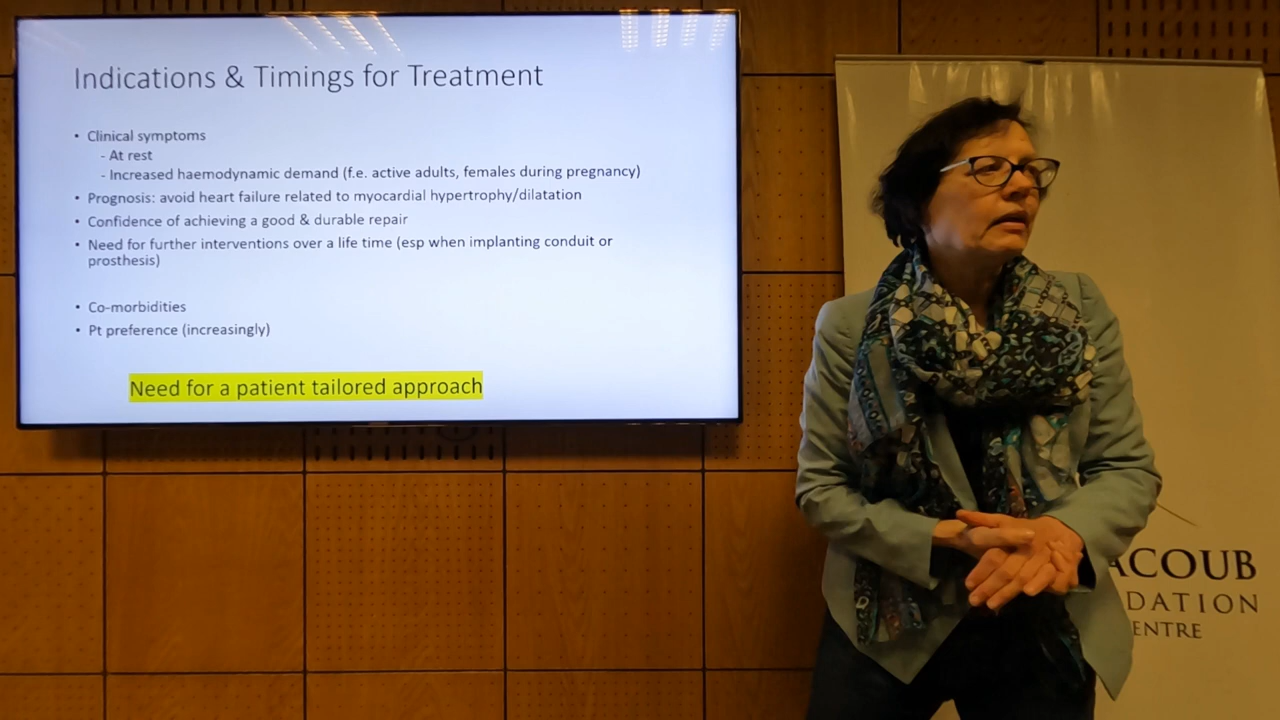 Indications & Timings for Treatment
• Clinical symptoms
- At rest
- Increased haemodynamic demand (f.e. active adults, females during pregnancy)
• Prognosis: avoid heart failure related to myocardial hypertrophy/dilatation
• Confidence of achieving a good & durable repair
• Need for further interventions over a life time (esp when implanting conduit or
prosthesis)
• Co-morbidities
• Pt preference (increasingly)
Need for a patient tailored approach
ACOUB
DATION
ENTRE